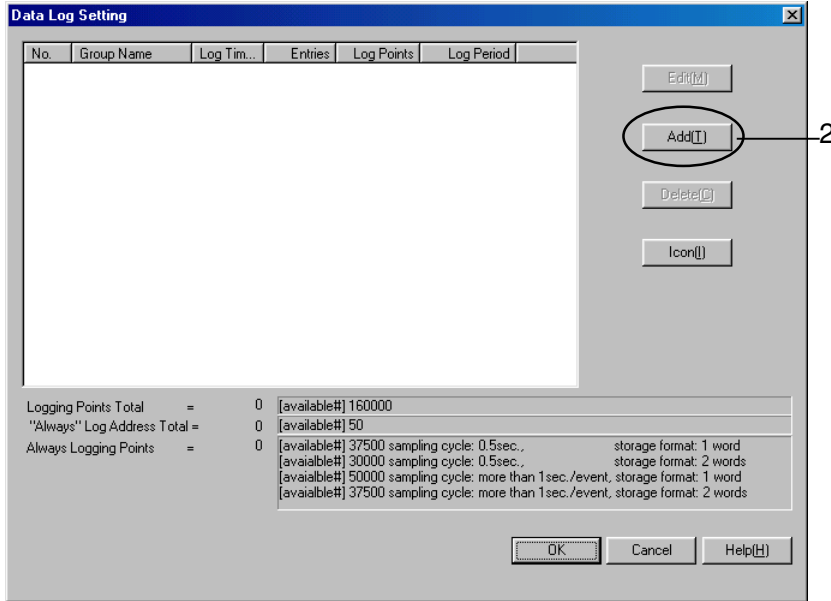 Data Log Setting
No. Group Name Log Tim... Entries Log Points Log Period
Edit(M)
Add(T)
2
Delete(C)
Icon(I)
Logging Points Total = 0 [available#] 160000
"Always" Log Address Total = 0 [available#] 50
Always Logging Points = 0 [available#] 37500 sampling cycle: 0.5sec., storage format: 1 word
[avaialble#] 30000 sampling cycle: 0.5sec., storage format: 2 words
[avaialble#] 50000 sampling cycle: more than 1sec./event, storage format: 1 word
[avaialble#] 37500 sampling cycle: more than 1sec./event, storage format: 2 words
OK Cancel Help(H)